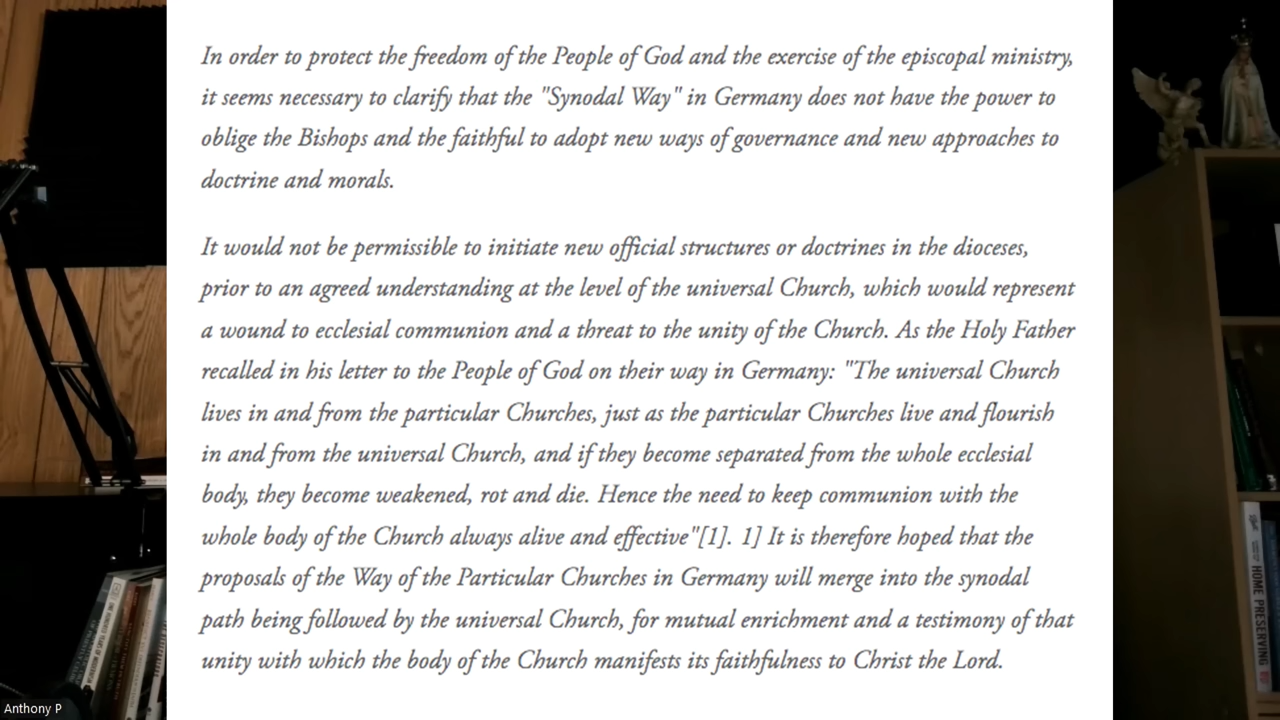 In order to protect the freedom of the People of God and the exercise of the episcopal ministry,
it seems necessary to clarify that the "Synodal Way" in Germany does not have the power to
oblige the Bishops and the faithful to adopt new ways of governance and new approaches to
doctrine and morals.
It would not be permissible to initiate new official structures or doctrines in the dioceses,
prior to an agreed understanding at the level of the universal Church, which would represent
a wound to ecclesial communion and a threat to the unity of the Church. As the Holy Father
recalled in his letter to the People of God on their way in Germany: "The universal Church
lives in and from the particular Churches, just as the particular Churches live and flourish
in and from the universal Church, and if they become separated from the whole ecclesial
body, they become weakened, rot and die. Hence the need to keep communion with the
whole body of the Church always alive and effective"[1]. 1] It is therefore hoped that the
proposals of the Way of the Particular Churches in Germany will merge into the synodal
path being followed by the universal Church, for mutual enrichment and a testimony of that
unity with which the body of the Church manifests its faithfulness to Christ the Lord.
HOME PRESERVING
Anthony P